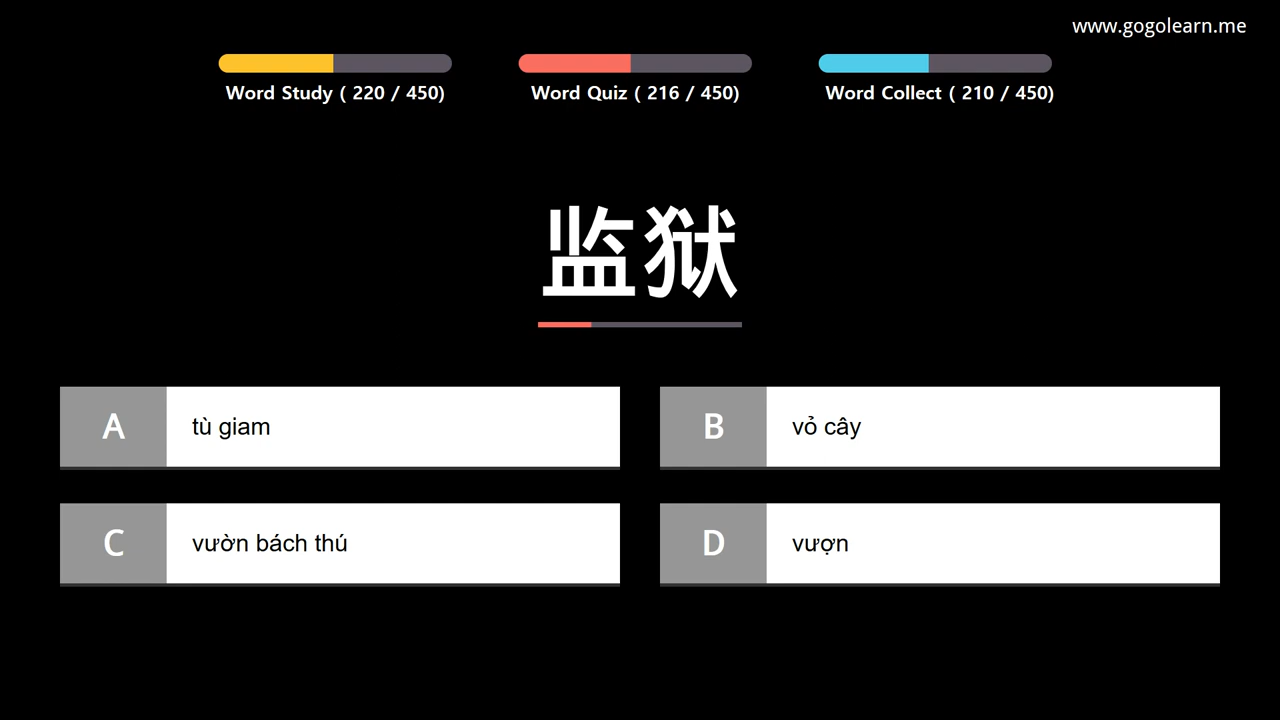 www.gogolearn.me
Word Study ( 220 / 450)
Word Quiz ( 216 / 450)
Word Collect ( 210 / 450)
监狱
A tù giam
B vỏ cây
C vườn bách thú
D vượn